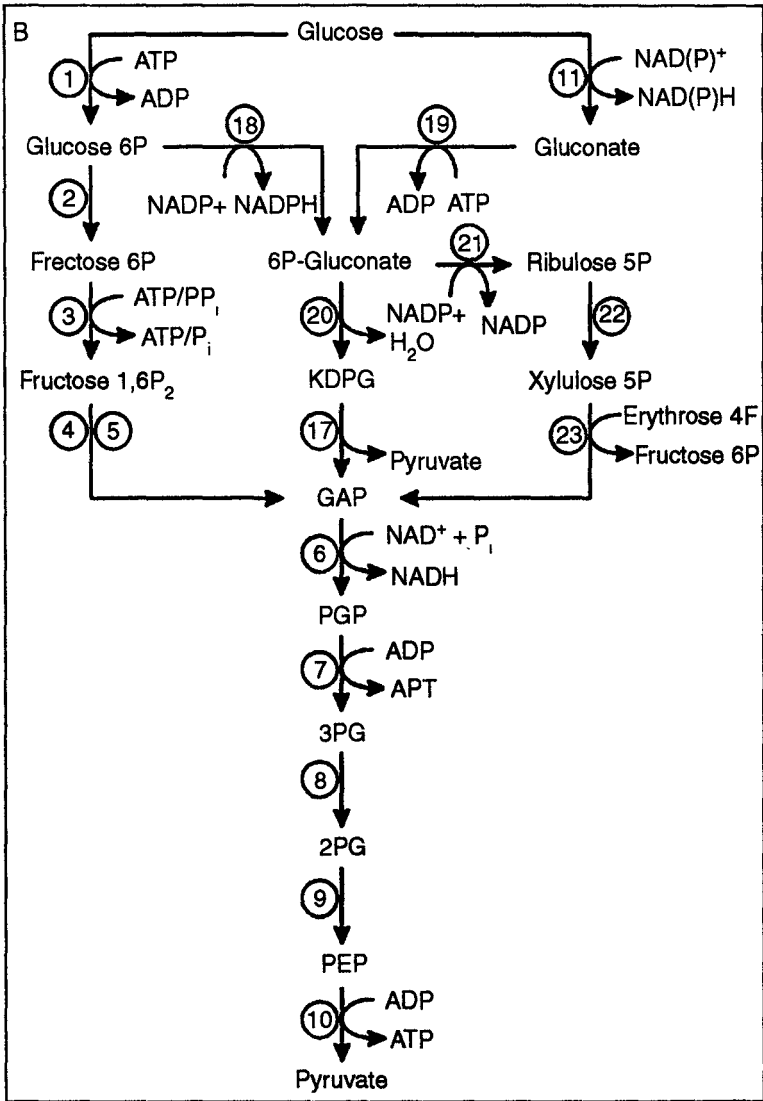 B
Glucose
1
ATP
ADP
11
NAD(P)+
NAD(P)H
Glucose 6P
18
NADP+ NADPH
19
ADP ATP
Gluconate
2
Frectose 6P
6P-Gluconate
21
NADP+
NADP
Ribulose 5P
3
ATP/PPi
ATP/Pi
20
H2O
22
Fructose 1,6P2
KDPG
Xylulose 5P
4
5
17
Pyruvate
23
Erythrose 4F
Fructose 6P
GAP
6
NAD+ + Pi
NADH
PGP
7
ADP
APT
3PG
8
2PG
9
PEP
10
ADP
ATP
Pyruvate